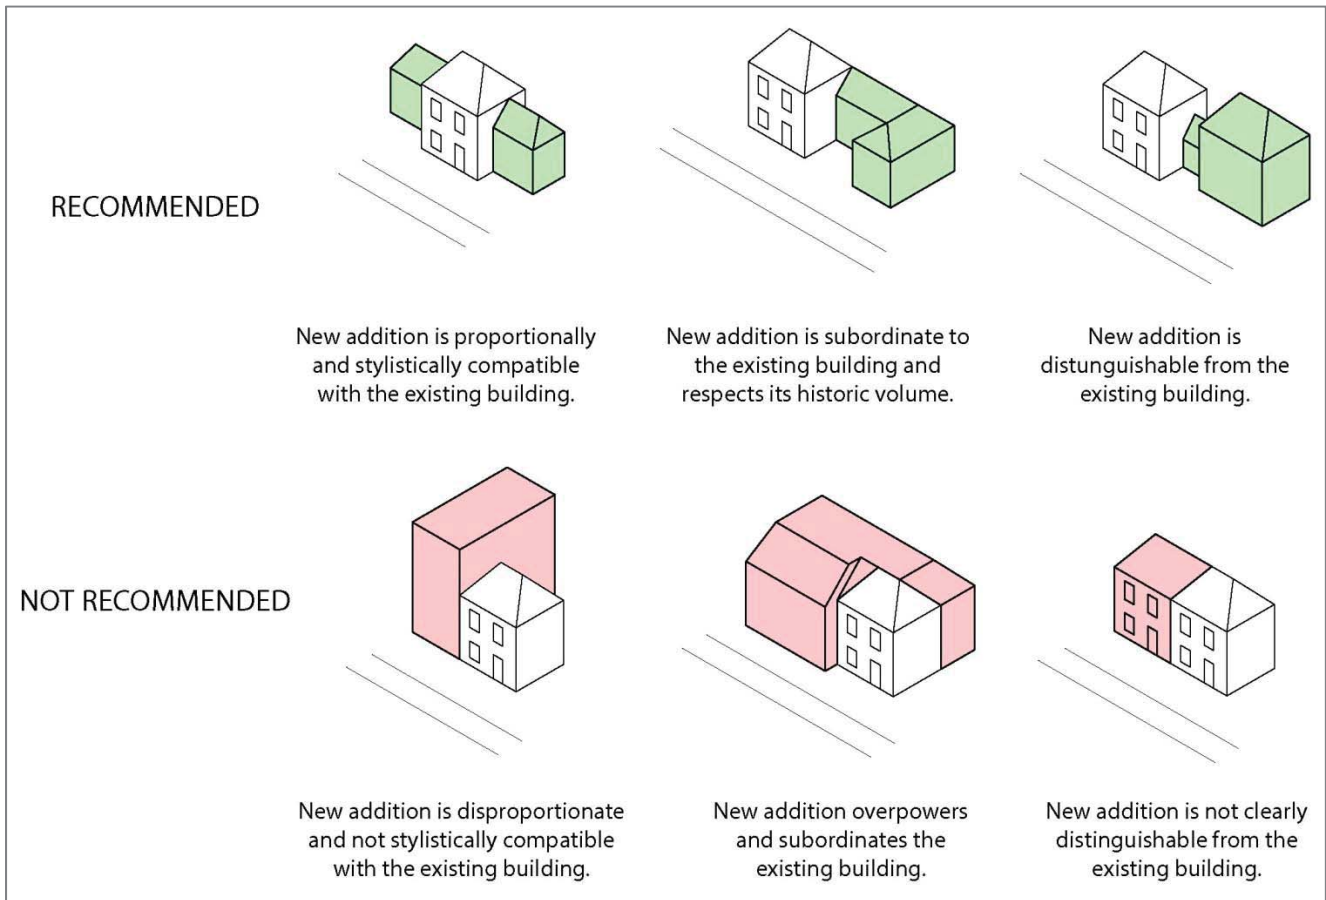 RECOMMENDED
New addition is proportionally
and stylistically compatible
with the existing building.
New addition is subordinate to
the existing building and
respects its historic volume.
New addition is
distunguishable from the
existing building.
NOT RECOMMENDED
New addition is disproportionate
and not stylistically compatible
with the existing building.
New addition overpowers
and subordinates the
existing building.
New addition is not clearly
distinguishable from the
existing building.